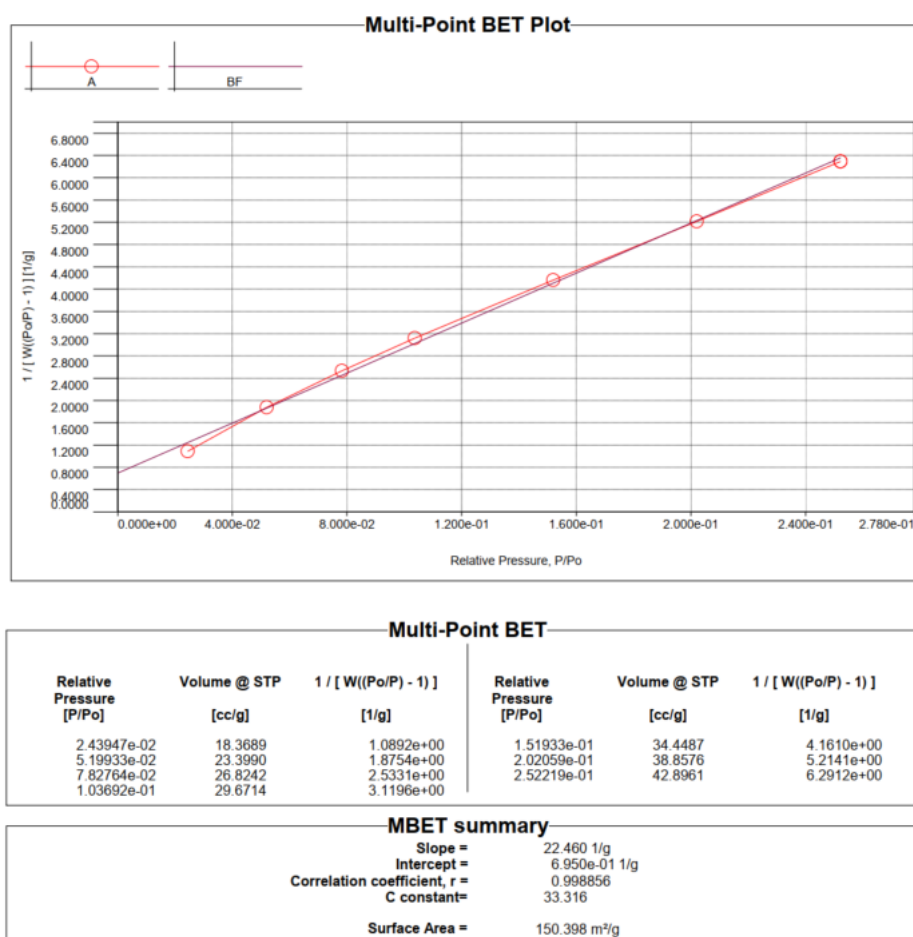 Multi-Point BET Plot
A
BF
1 / [ W((Po/P) - 1) ] [1/g]
6.8000
6.4000
6.0000
5.6000
5.2000
4.8000
4.4000
4.0000
3.6000
3.2000
2.8000
2.4000
2.0000
1.6000
1.2000
0.8000
0.4000
0.0000
0.000e+00 4.000e-02 8.000e-02 1.200e-01 1.600e-01 2.000e-01 2.400e-01 2.780e-01
Relative Pressure, P/Po
Multi-Point BET
Relative Volume @ STP 1 / [ W((Po/P) - 1) ]
Pressure
[P/Po] [cc/g] [1/g]
2.43947e-02 18.3689 1.0892e+00
5.19933e-02 23.3990 1.8754e+00
7.82764e-02 26.8242 2.5331e+00
1.03692e-01 29.6714 3.1196e+00
Relative Volume @ STP 1 / [ W((Po/P) - 1) ]
Pressure
[P/Po] [cc/g] [1/g]
1.51933e-01 34.4487 4.1610e+00
2.02059e-01 38.8576 5.2141e+00
2.52219e-01 42.8961 6.2912e+00
MBET summary
Slope = 22.460 1/g
Intercept = 6.950e-01 1/g
Correlation coefficient, r = 0.998856
C constant= 33.316
Surface Area = 150.398 m²/g